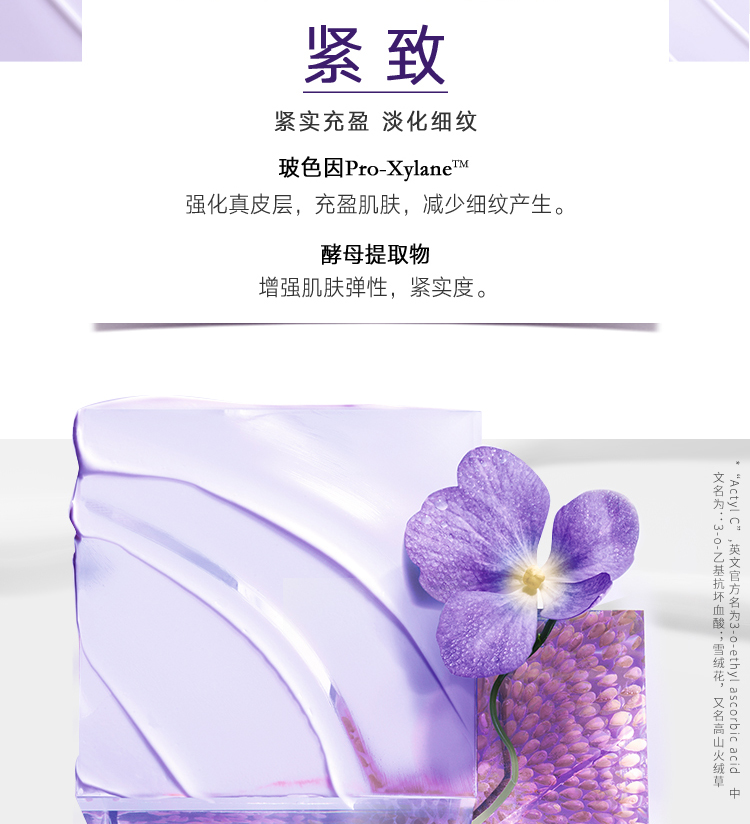 紧致
紧实充盈 淡化细纹
玻色因Pro-Xylane™
强化真皮层，充盈肌肤，减少细纹产生。
酵母提取物
增强肌肤弹性，紧实度。
*“Actyl C”,英文官方名为3-o-ethyl ascorbic acid 中
文名为：3-o-乙基抗坏血酸；雪绒花，又名高山火绒草